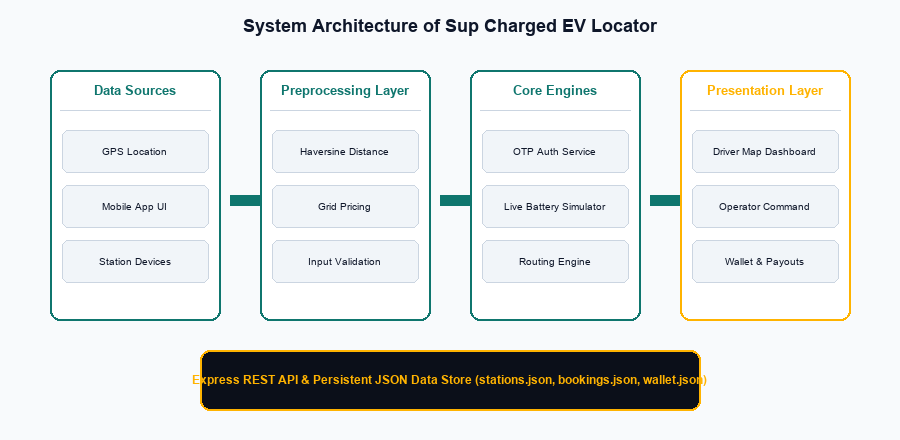 System Architecture of Sup Charged EV Locator
Data Sources
GPS Location
Mobile App UI
Station Devices
Preprocessing Layer
Haversine Distance
Grid Pricing
Input Validation
Core Engines
OTP Auth Service
Live Battery Simulator
Routing Engine
Presentation Layer
Driver Map Dashboard
Operator Command
Wallet & Payouts
Express REST API & Persistent JSON Data Store (stations.json, bookings.json, wallet.json)